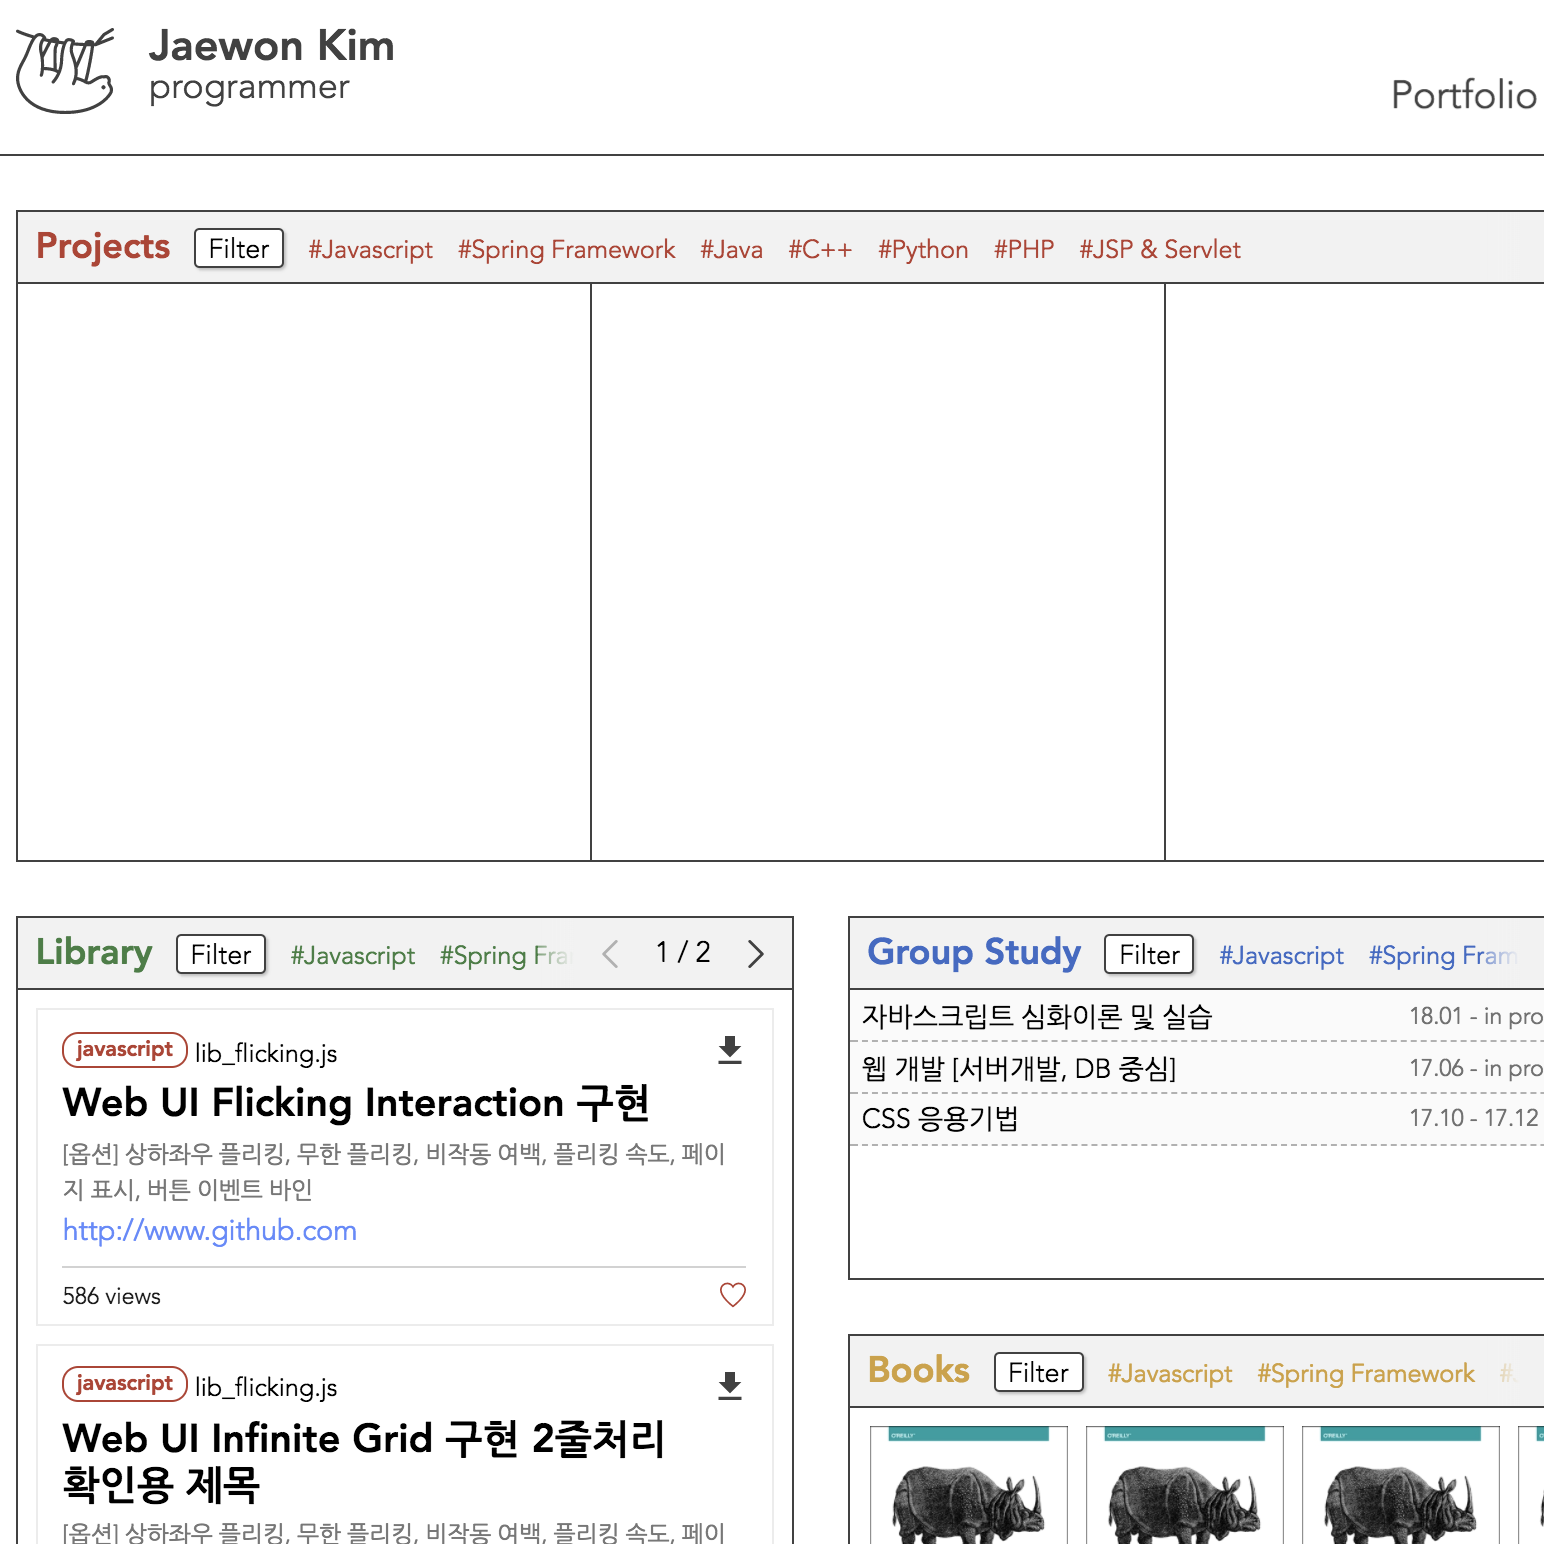 Jaewon Kim
programmer
Portfolio
Projects Filter #Javascript #Spring Framework #Java #C++ #Python #PHP #JSP & Servlet
Library Filter #Javascript #Spring Fra 1 / 2
javascript lib_flicking.js
Web UI Flicking Interaction 구현
[옵션] 상하좌우 플리킹, 무한 플리킹, 비작동 여백, 플리킹 속도, 페이
지 표시, 버튼 이벤트 바인
http://www.github.com
586 views
javascript lib_flicking.js
Web UI Infinite Grid 구현 2줄처리
확인용 제목
[옵션] 상하좌우 플리킹, 무한 플리킹, 비작동 여백, 플리킹 속도, 페이
Group Study Filter #Javascript #Spring Fram
자바스크립트 심화이론 및 실습 18.01 - in pro
웹 개발 [서버개발, DB 중심] 17.06 - in pro
CSS 응용기법 17.10 - 17.12
Books Filter #Javascript #Spring Framework #
O'REILLY O'REILLY O'REILLY